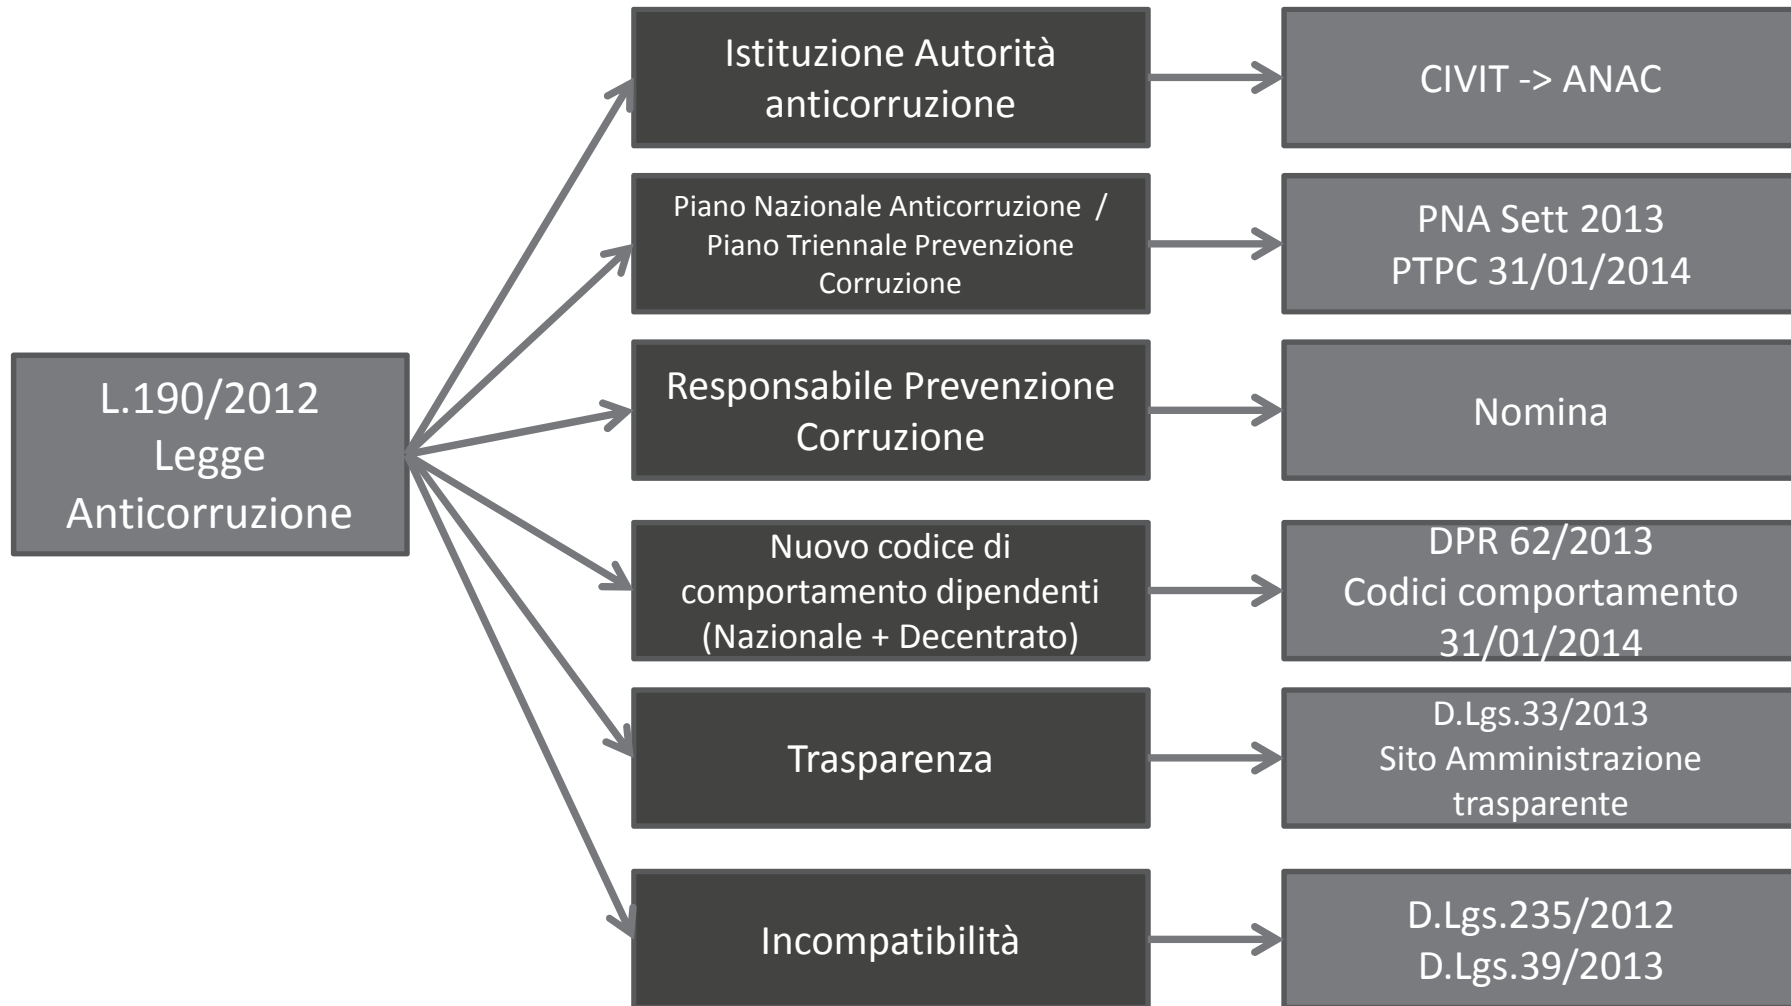 L.190/2012
Legge
Anticorruzione
Istituzione Autorità
anticorruzione
CIVIT -> ANAC
Piano Nazionale Anticorruzione /
Piano Triennale Prevenzione
Corruzione
PNA Sett 2013
PTPC 31/01/2014
Responsabile Prevenzione
Corruzione
Nomina
Nuovo codice di
comportamento dipendenti
(Nazionale + Decentrato)
DPR 62/2013
Codici comportamento
31/01/2014
Trasparenza
D.Lgs.33/2013
Sito Amministrazione
trasparente
Incompatibilità
D.Lgs.235/2012
D.Lgs.39/2013